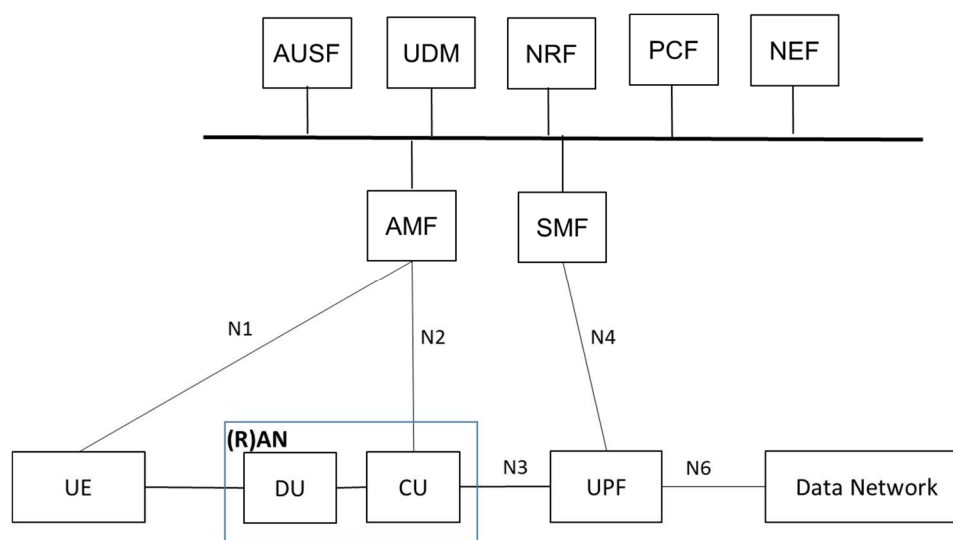 AUSF
UDM
NRF
PCF
NEF
AMF
SMF
N1
N2
N4
(R)AN
UE
DU
CU
N3
UPF
N6
Data Network